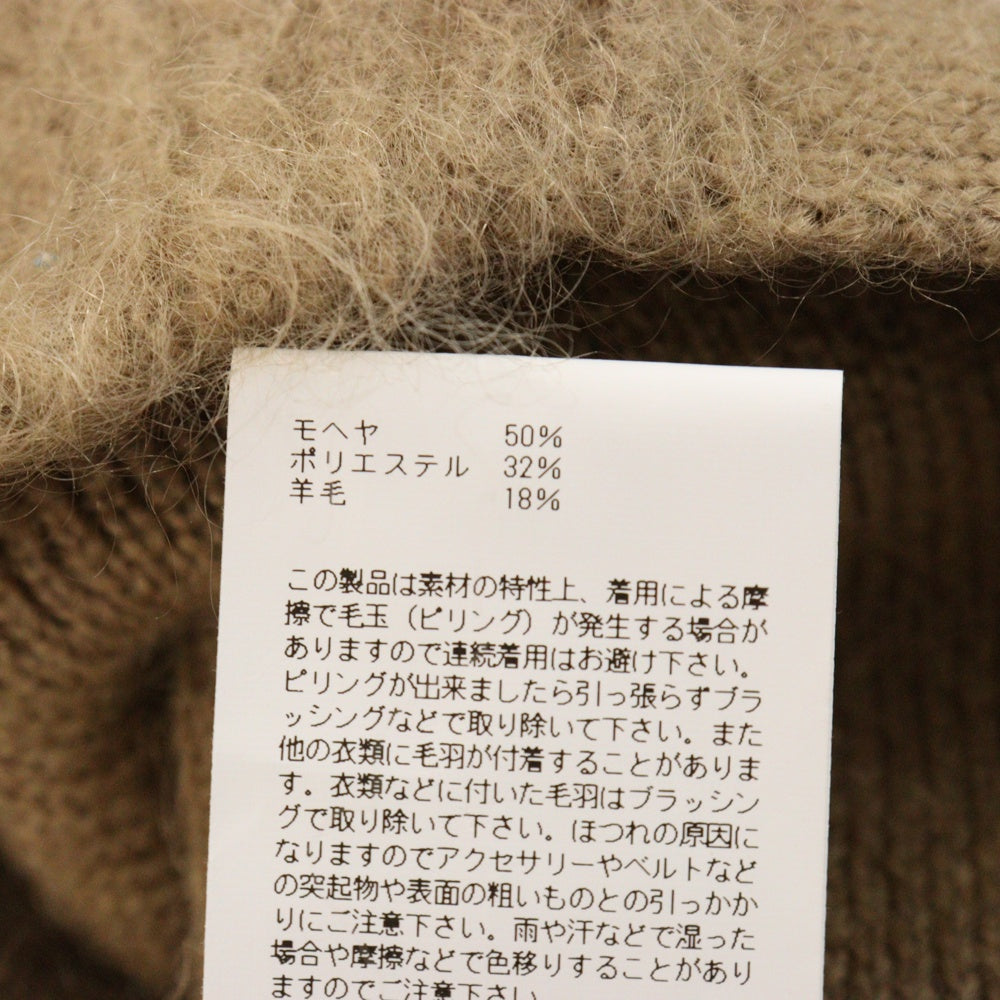 モヘヤ 50%
ポリエステル 32%
羊毛 18%
この製品は素材の特性上、着用による摩
擦で毛玉（ピリング）が発生する場合が
ありますので連続着用はお避け下さい。
ピリングが出来ましたら引っ張らずブラ
ッシングなどで取り除いて下さい。また
他の衣類に毛羽が付着することがありま
す。衣類などに付いた毛羽はブラッシン
グで取り除いて下さい。ほつれの原因に
なりますのでアクセサリーやベルトなど
の突起物や表面の粗いものとの引っかか
りにご注意下さい。雨や汗などで湿った
場合や摩擦などで色移りすることがあり
ますのでご注意下さい。